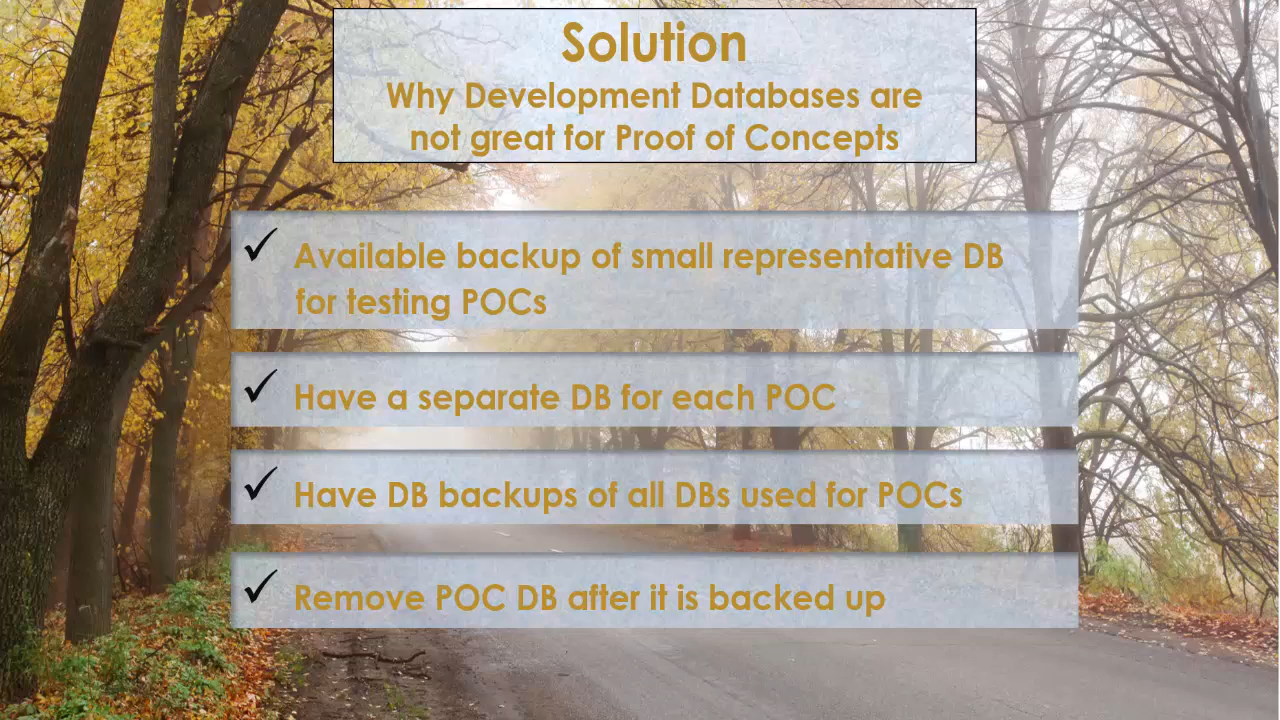 Solution
Why Development Databases are
not great for Proof of Concepts
✓ Available backup of small representative DB
for testing POCs
✓ Have a separate DB for each POC
✓ Have DB backups of all DBs used for POCs
✓ Remove POC DB after it is backed up